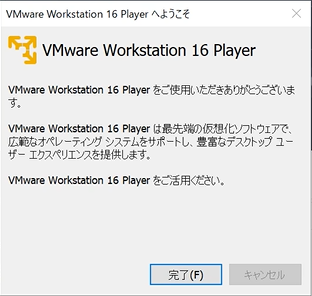 VMware Workstation 16 Player へようこそ
VMware Workstation 16 Player
VMware Workstation 16 Player をご使用いただきありがとうございま
す。
VMware Workstation 16 Player は最先端の仮想化ソフトウェアで、
広範なオペレーティング システムをサポートし、豊富なデスクトップ ユー
ザー エクスペリエンスを提供します。
VMware Workstation 16 Player をご活用ください。
完了(F)
キャンセル